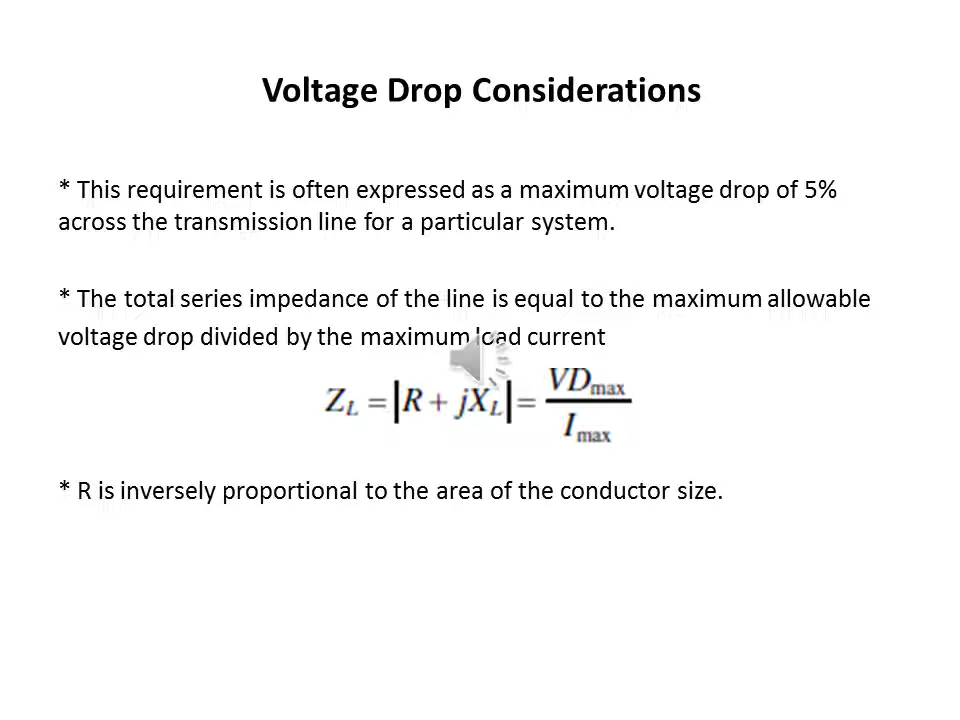 Voltage Drop Considerations
* This requirement is often expressed as a maximum voltage drop of 5%
across the transmission line for a particular system.
* The total series impedance of the line is equal to the maximum allowable
voltage drop divided by the maximum load current
Z_L = |R + jX_L| = VD_max / I_max
* R is inversely proportional to the area of the conductor size.